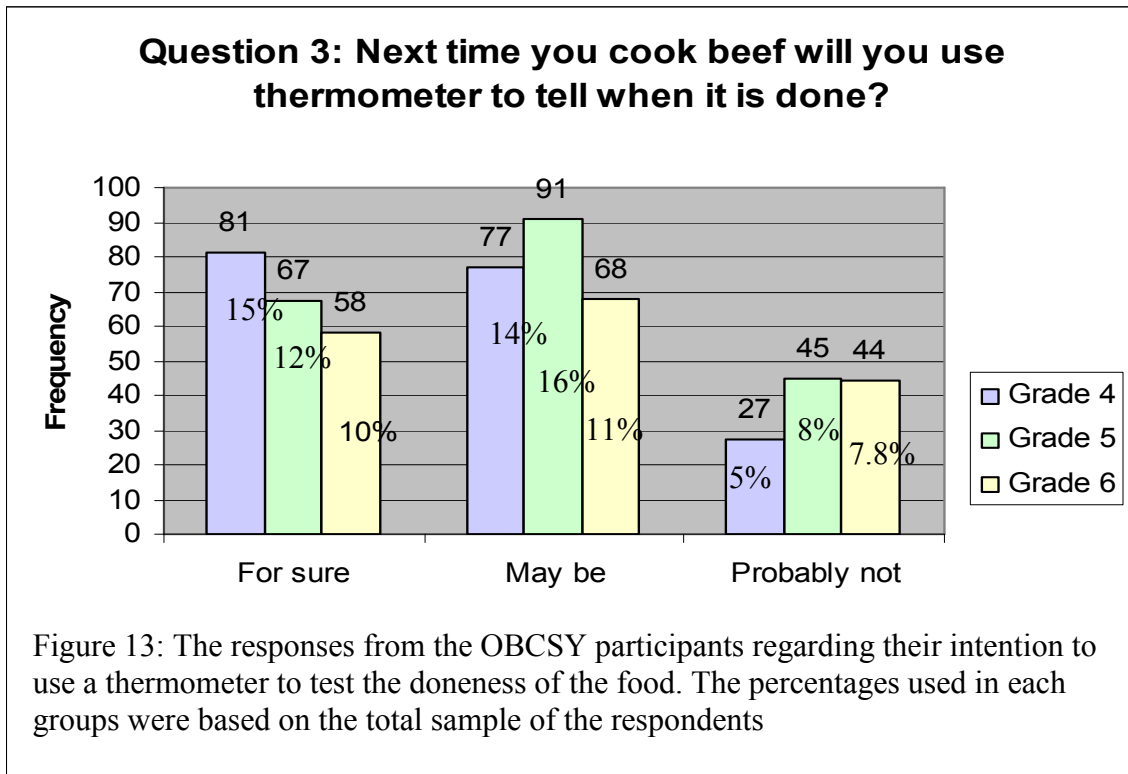 Question 3: Next time you cook beef will you use
thermometer to tell when it is done?
Frequency
100
90
80
70
60
50
40
30
20
10
0
81
67
58
15%
12%
10%
77
91
68
14%
16%
11%
27
45
44
5%
8%
7.8%
For sure
May be
Probably not
Grade 4
Grade 5
Grade 6
Figure 13: The responses from the OBCSY participants regarding their intention to
use a thermometer to test the doneness of the food. The percentages used in each
groups were based on the total sample of the respondents